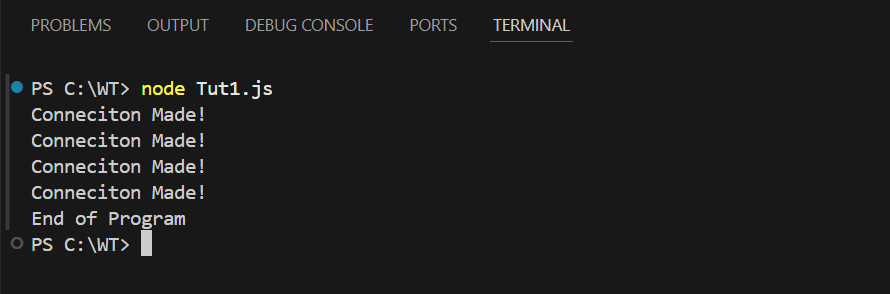 PROBLEMS OUTPUT DEBUG CONSOLE PORTS TERMINAL
PS C:\WT> node Tut1.js
Conneciton Made!
Conneciton Made!
Conneciton Made!
Conneciton Made!
End of Program
PS C:\WT>